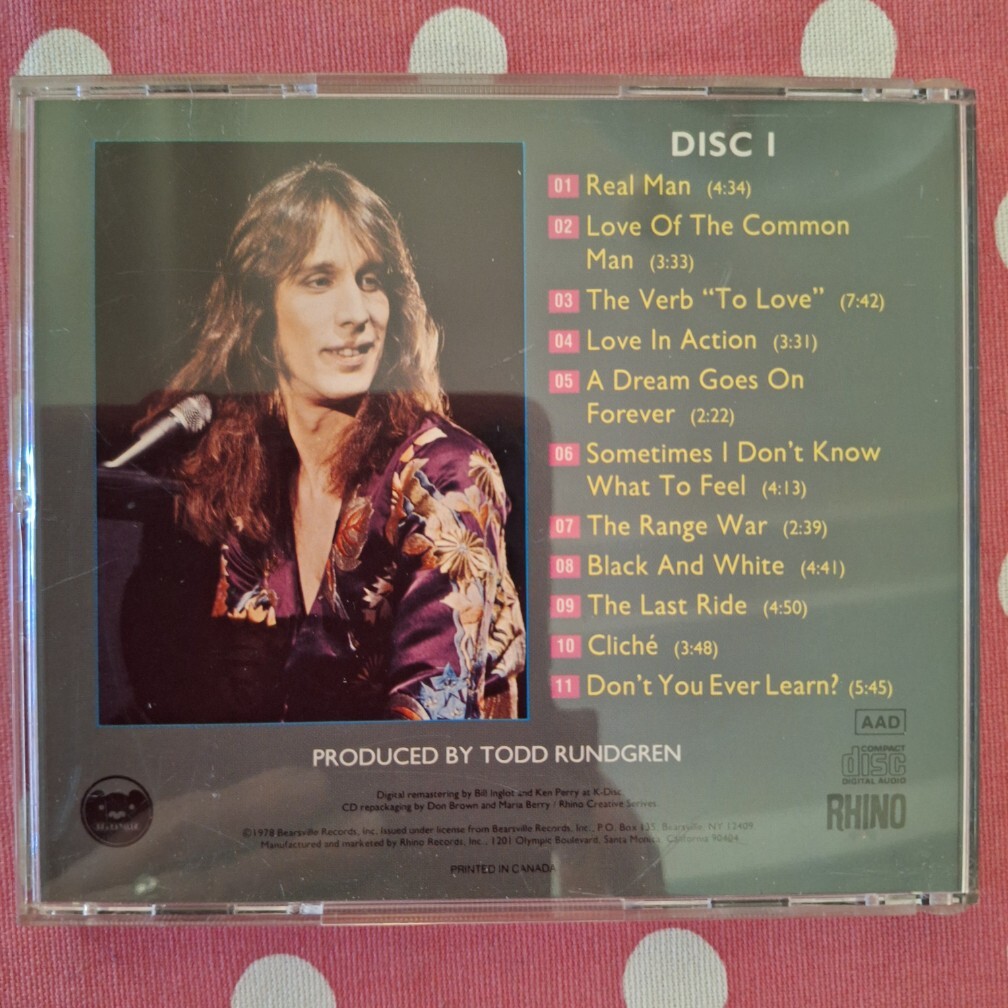 DISC 1
01 Real Man (4:34)
02 Love Of The Common
Man (3:33)
03 The Verb “To Love” (7:42)
04 Love In Action (3:31)
05 A Dream Goes On
Forever (2:22)
06 Sometimes I Don't Know
What To Feel (4:13)
07 The Range War (2:39)
08 Black And White (4:41)
09 The Last Ride (4:50)
10 Cliché (3:48)
11 Don't You Ever Learn? (5:45)
AAD
COMPACT
disc
DIGITAL AUDIO
RHINO
PRODUCED BY TODD RUNDGREN
Digital remastering by Bill Inglot and Ken Perry at K-Disc.
CD repackaging by Don Brown and Maria Berry / Rhino Creative Serives.
©1978 Bearsville Records, Inc. Issued under license from Bearsville Records, Inc., P.O. Box 135, Bearsville, NY 12409
Manufactured and marketed by Rhino Records, Inc., 1201 Olympic Boulevard, Santa Monica, California 90404
PRINTED IN CANADA